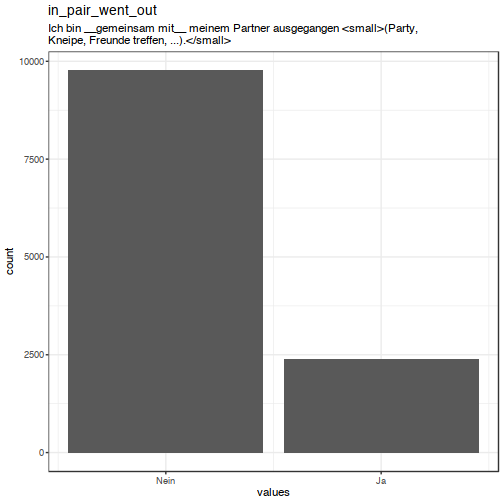 in_pair_went_out
Ich bin __gemeinsam mit__ meinem Partner ausgegangen <small>(Party,
Kneipe, Freunde treffen, ...).</small>
10000
7500
5000
2500
0
count
Nein
Ja
values